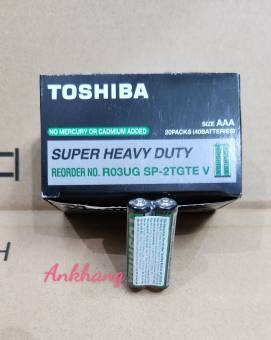 TOSHIBA
SIZE AAA
NO MERCURY OR CADMIUM ADDED
20PACKS (40BATTERIES)
SUPER HEAVY DUTY
REORDER NO. R03UG SP-2TGTE V
Ankhang